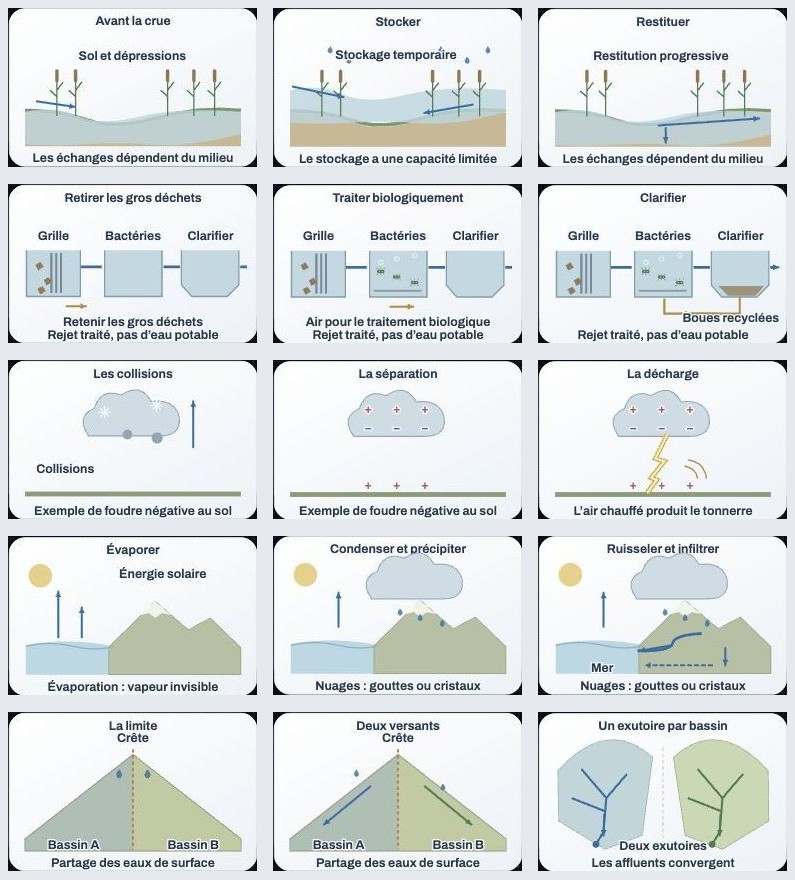 Avant la crue
Sol et dépressions
Les échanges dépendent du milieu
Stocker
Stockage temporaire
Le stockage a une capacité limitée
Restituer
Restitution progressive
Les échanges dépendent du milieu
Retirer les gros déchets
Grille Bactéries Clarifier
Retenir les gros déchets
Rejet traité, pas d’eau potable
Traiter biologiquement
Grille Bactéries Clarifier
Air pour le traitement biologique
Rejet traité, pas d’eau potable
Clarifier
Grille Bactéries Clarifier
Boues recyclées
Rejet traité, pas d’eau potable
Les collisions
Collisions
Exemple de foudre négative au sol
La séparation
+ + +
− − −
+ + +
Exemple de foudre négative au sol
La décharge
+ + +
− − −
+ + +
L’air chauffé produit le tonnerre
Évaporer
Énergie solaire
Évaporation : vapeur invisible
Condenser et précipiter
Nuages : gouttes ou cristaux
Ruisseler et infiltrer
Mer
Nuages : gouttes ou cristaux
La limite
Crête
Bassin A Bassin B
Partage des eaux de surface
Deux versants
Crête
Bassin A Bassin B
Partage des eaux de surface
Un exutoire par bassin
Deux exutoires
Les affluents convergent